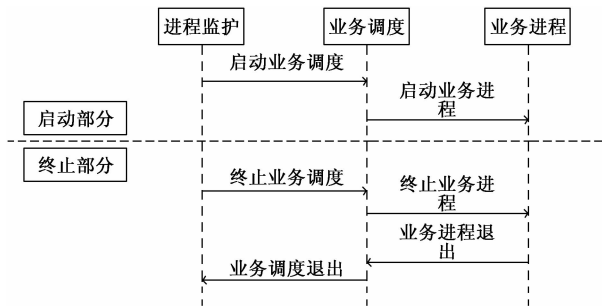 进程监护 业务调度 业务进程
启动业务调度
启动业务进
程
启动部分
终止部分
终止业务调度
终止业务进
程
业务进程退
出
业务调度退出